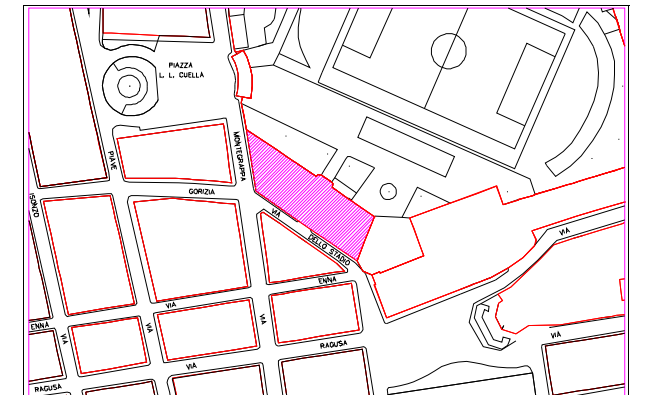 PIAZZA
L. L. CUELLA
MONTEGRAPPA
PIAVE
GORIZIA
ISONZO
VIA
DELLO STADIO
VIA
ENNA
VIA
ENNA
VIA
VIA
VIA
VIA
RAGUSA
VIA
RAGUSA